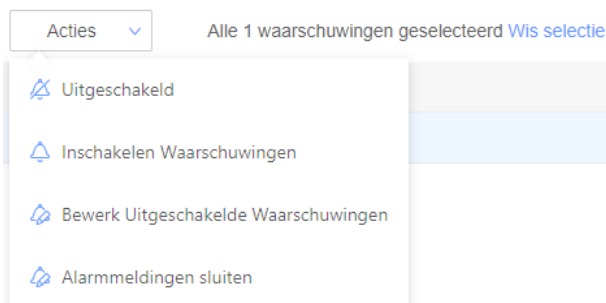 Acties Alle 1 waarschuwingen geselecteerd Wis selectie
Uitgeschakeld
Inschakelen Waarschuwingen
Bewerk Uitgeschakelde Waarschuwingen
Alarmmeldingen sluiten